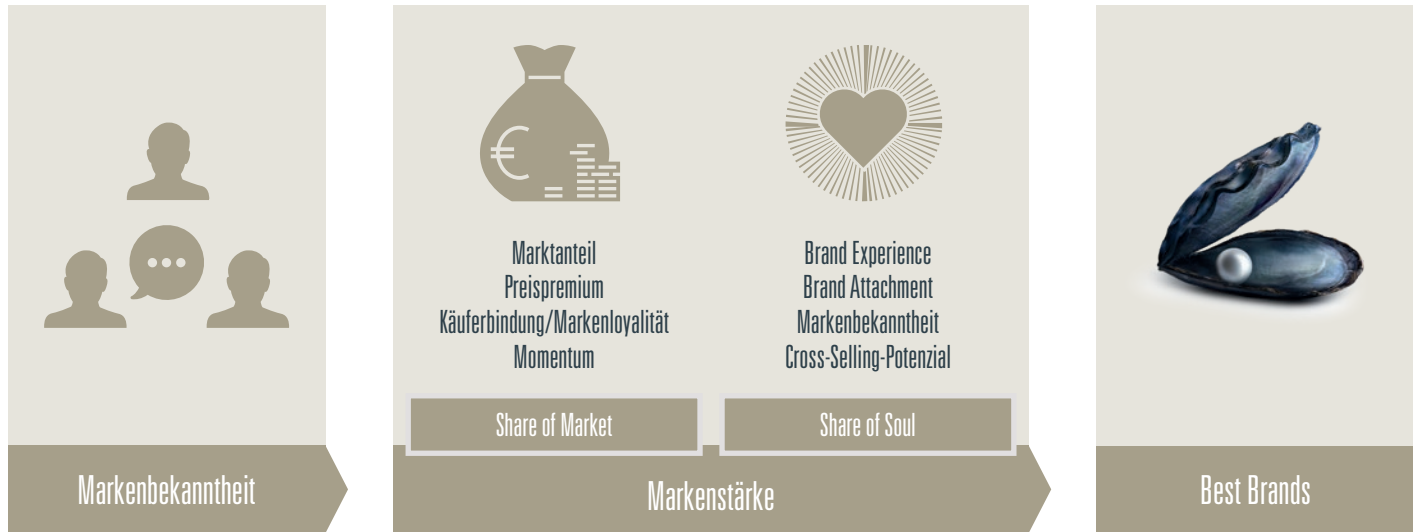 Marktanteil
Preispremium
Käuferbindung/Markenloyalität
Momentum
Share of Market
Brand Experience
Brand Attachment
Markenbekanntheit
Cross-Selling-Potenzial
Share of Soul
Markenbekanntheit
Markenstärke
Best Brands